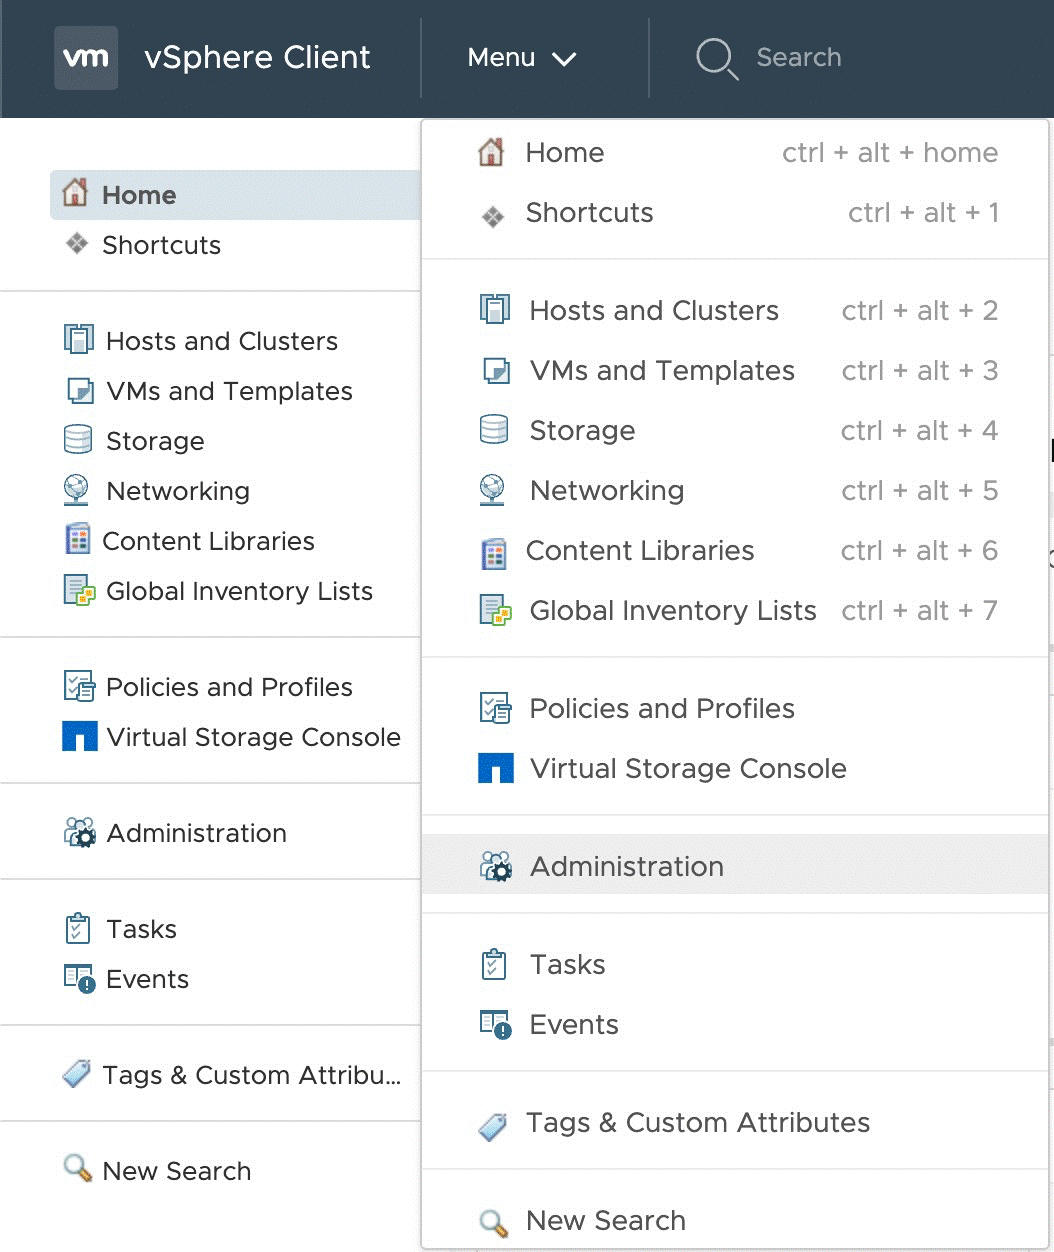 vm vSphere Client Menu Search
Home
Shortcuts
Hosts and Clusters
VMs and Templates
Storage
Networking
Content Libraries
Global Inventory Lists
Policies and Profiles
Virtual Storage Console
Administration
Tasks
Events
Tags & Custom Attribu...
New Search
Home ctrl + alt + home
Shortcuts ctrl + alt + 1
Hosts and Clusters ctrl + alt + 2
VMs and Templates ctrl + alt + 3
Storage ctrl + alt + 4
Networking ctrl + alt + 5
Content Libraries ctrl + alt + 6
Global Inventory Lists ctrl + alt + 7
Policies and Profiles
Virtual Storage Console
Administration
Tasks
Events
Tags & Custom Attributes
New Search